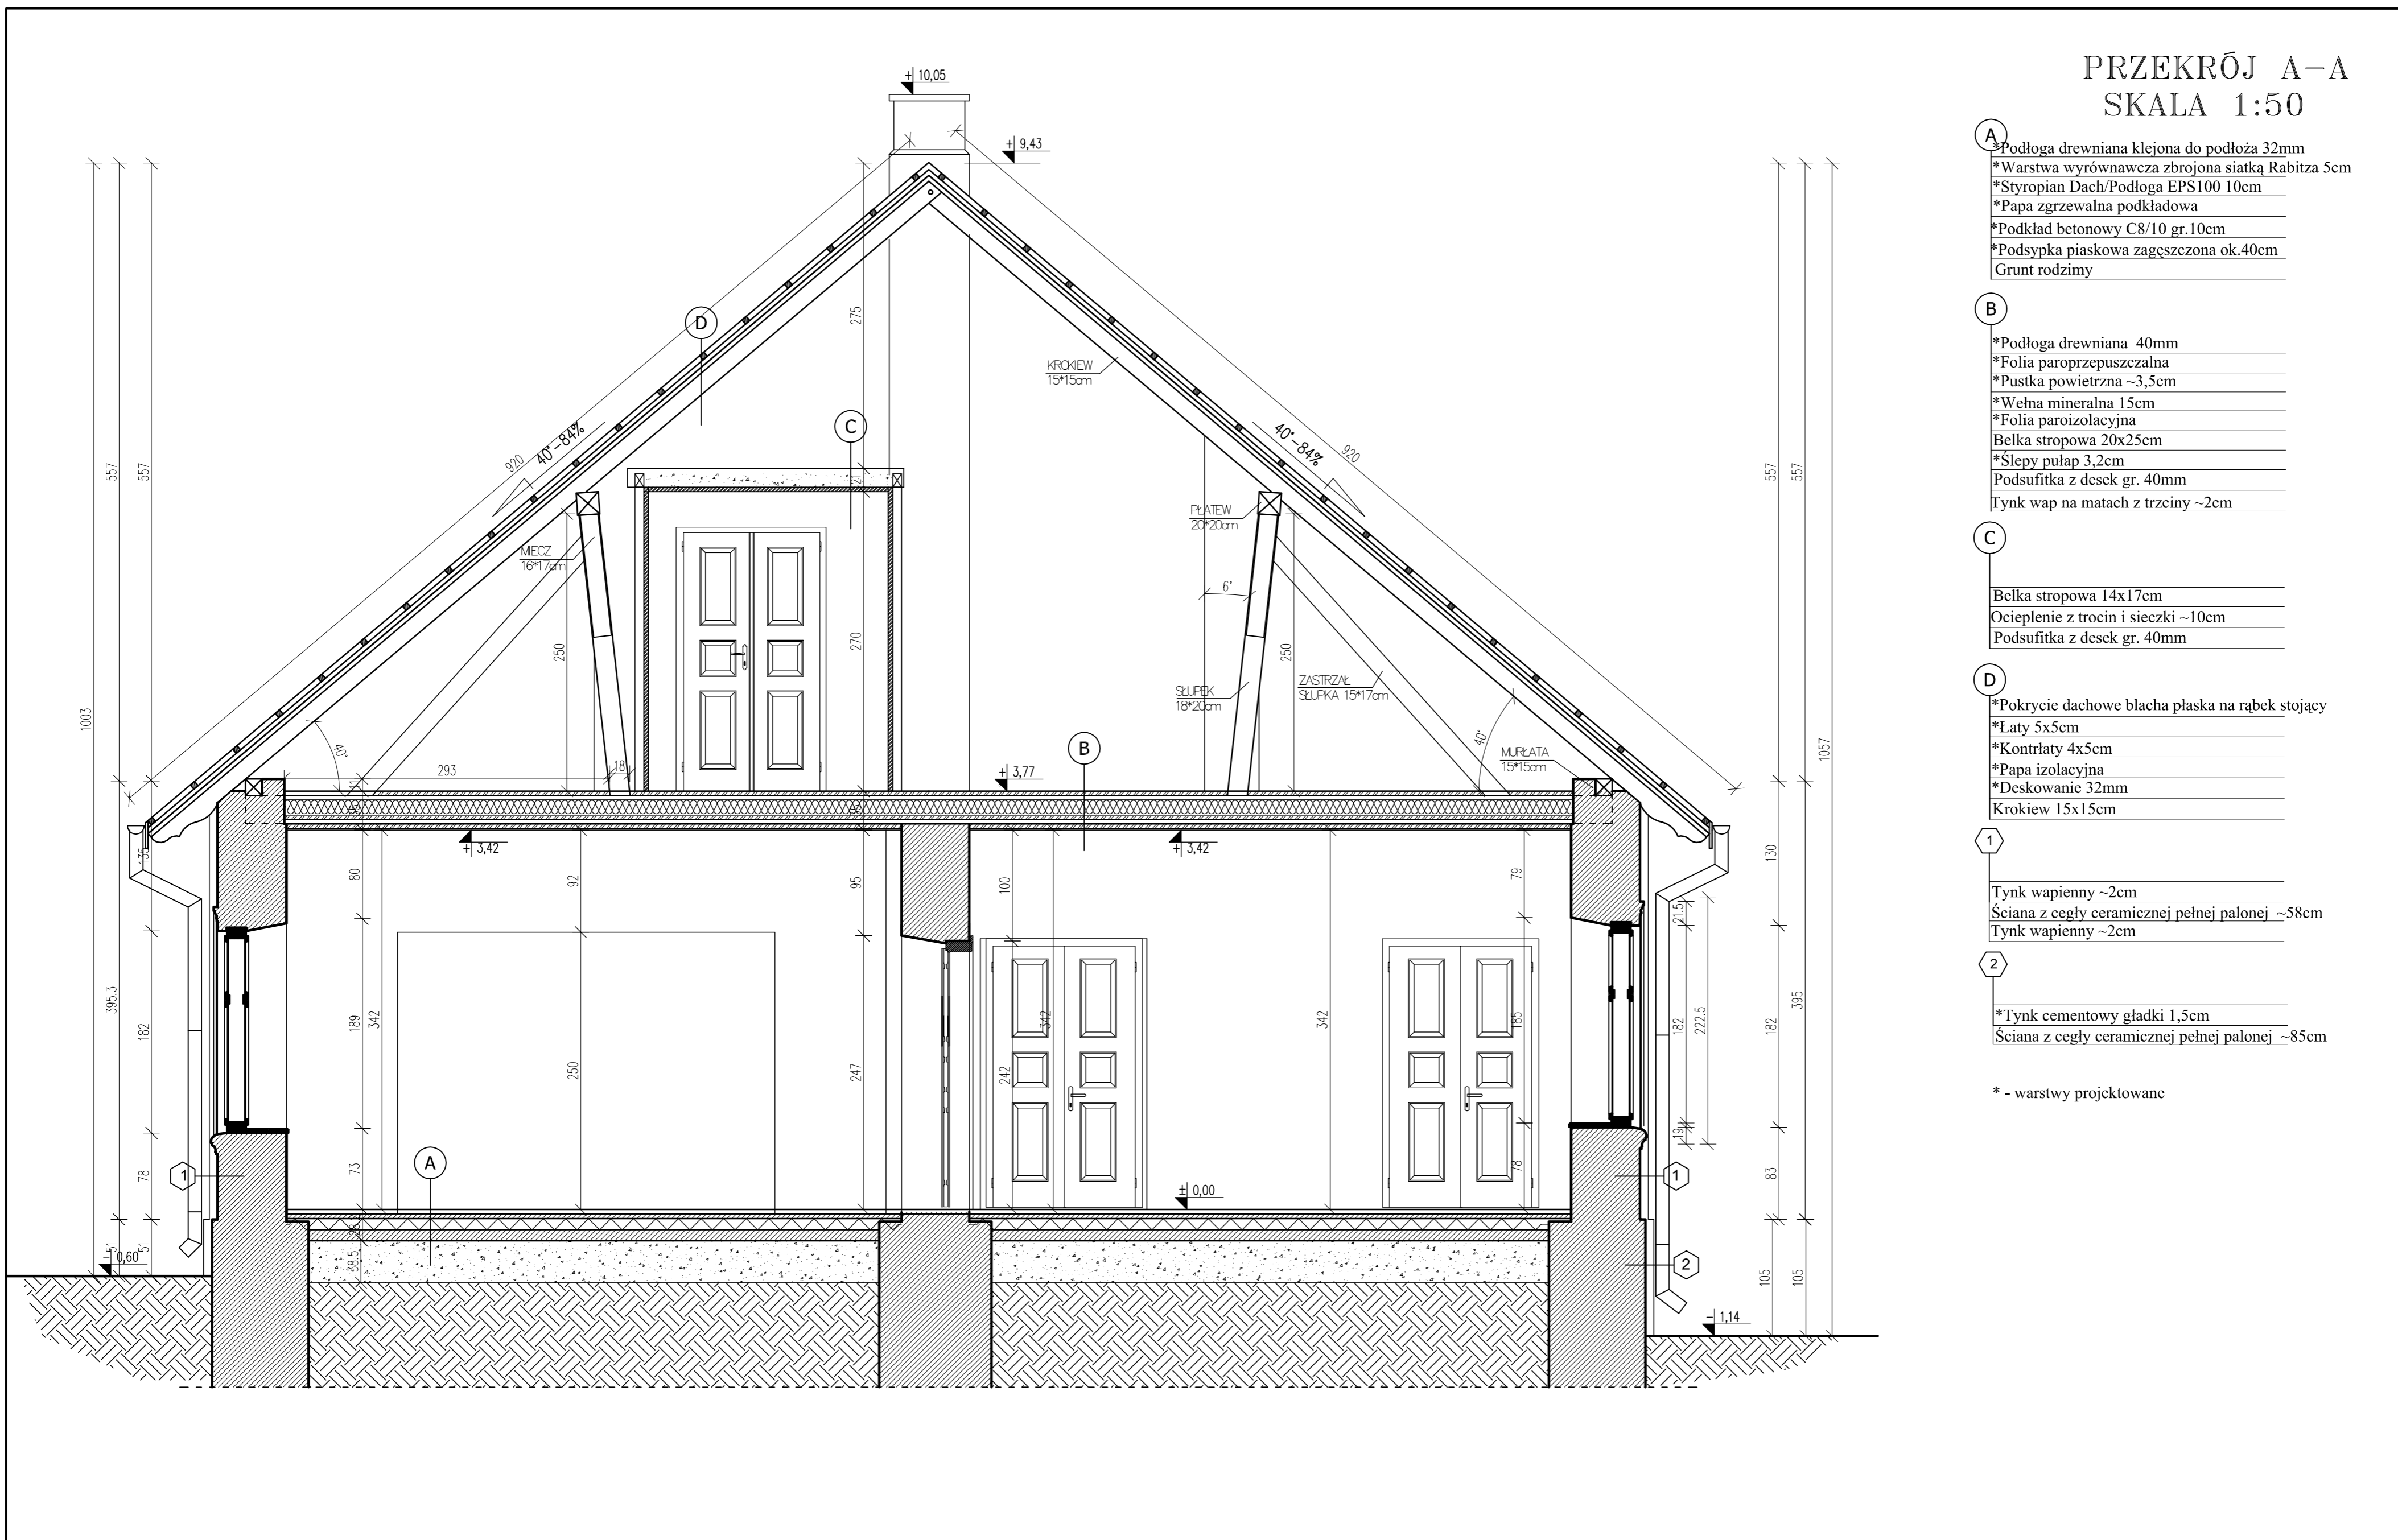 PRZEKRÓJ A-A
SKALA 1:50
A
*Podłoga drewniana klejona do podłoża 32mm
*Warstwa wyrównawcza zbrojona siatką Rabitza 5cm
*Styropian Dach/Podłoga EPS100 10cm
*Papa zgrzewalna podkładowa
*Podkład betonowy C8/10 gr.10cm
*Podsypka piaskowa zagęszczona ok.40cm
Grunt rodzimy
B
*Podłoga drewniana 40mm
*Folia paroprzepuszczalna
*Pustka powietrzna ~3,5cm
*Wełna mineralna 15cm
*Folia paroizolacyjna
Belka stropowa 20x25cm
*Ślepy pułap 3,2cm
Podsufitka z desek gr. 40mm
Tynk wap na matach z trzciny ~2cm
C
Belka stropowa 14x17cm
Ocieplenie z trocin i sieczki ~10cm
Podsufitka z desek gr. 40mm
D
*Pokrycie dachowe blacha płaska na rąbek stojący
*Łaty 5x5cm
*Kontrłaty 4x5cm
*Papa izolacyjna
*Deskowanie 32mm
Krokiew 15x15cm
1
Tynk wapienny ~2cm
Ściana z cegły ceramicznej pełnej palonej ~58cm
Tynk wapienny ~2cm
2
*Tynk cementowy gładki 1,5cm
Ściana z cegły ceramicznej pełnej palonej ~85cm
* - warstwy projektowane
+ 10,05
+ 9,43
D
C
275
KROKIEW
15*15cm
557
557
557
557
920
40°-84%
40°-84%
920
21
PŁATEW
20*20cm
MIECZ
16*17cm
6°
250
270
250
SŁUPEK
18*20cm
ZASTRZAŁ
SŁUPKA 15*17cm
1003
1057
40°
40°
B
MURŁATA
15*15cm
293
18
11
+ 3,77
35
35
+ 3,42
+ 3,42
135
130
80
92
95
100
79
21.5
395.3
182
189
342
250
247
242
342
342
185
182
222.5
182
395
19
78
73
78
83
A
1
1
± 0,00
28.2
38.5
51
51
- 0,60
2
105
105
- 1,14